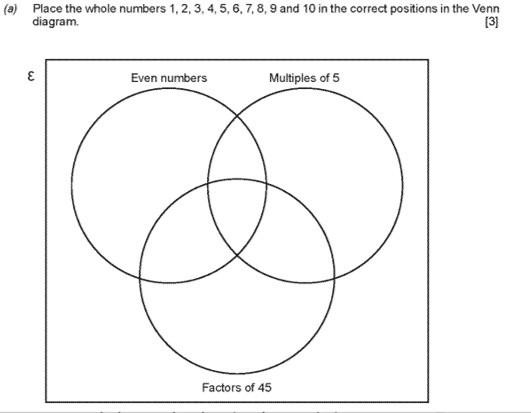 (a) Place the whole numbers 1, 2, 3, 4, 5, 6, 7, 8, 9 and 10 in the correct positions in the Venn
diagram. [3]
ε
Even numbers Multiples of 5
Factors of 45